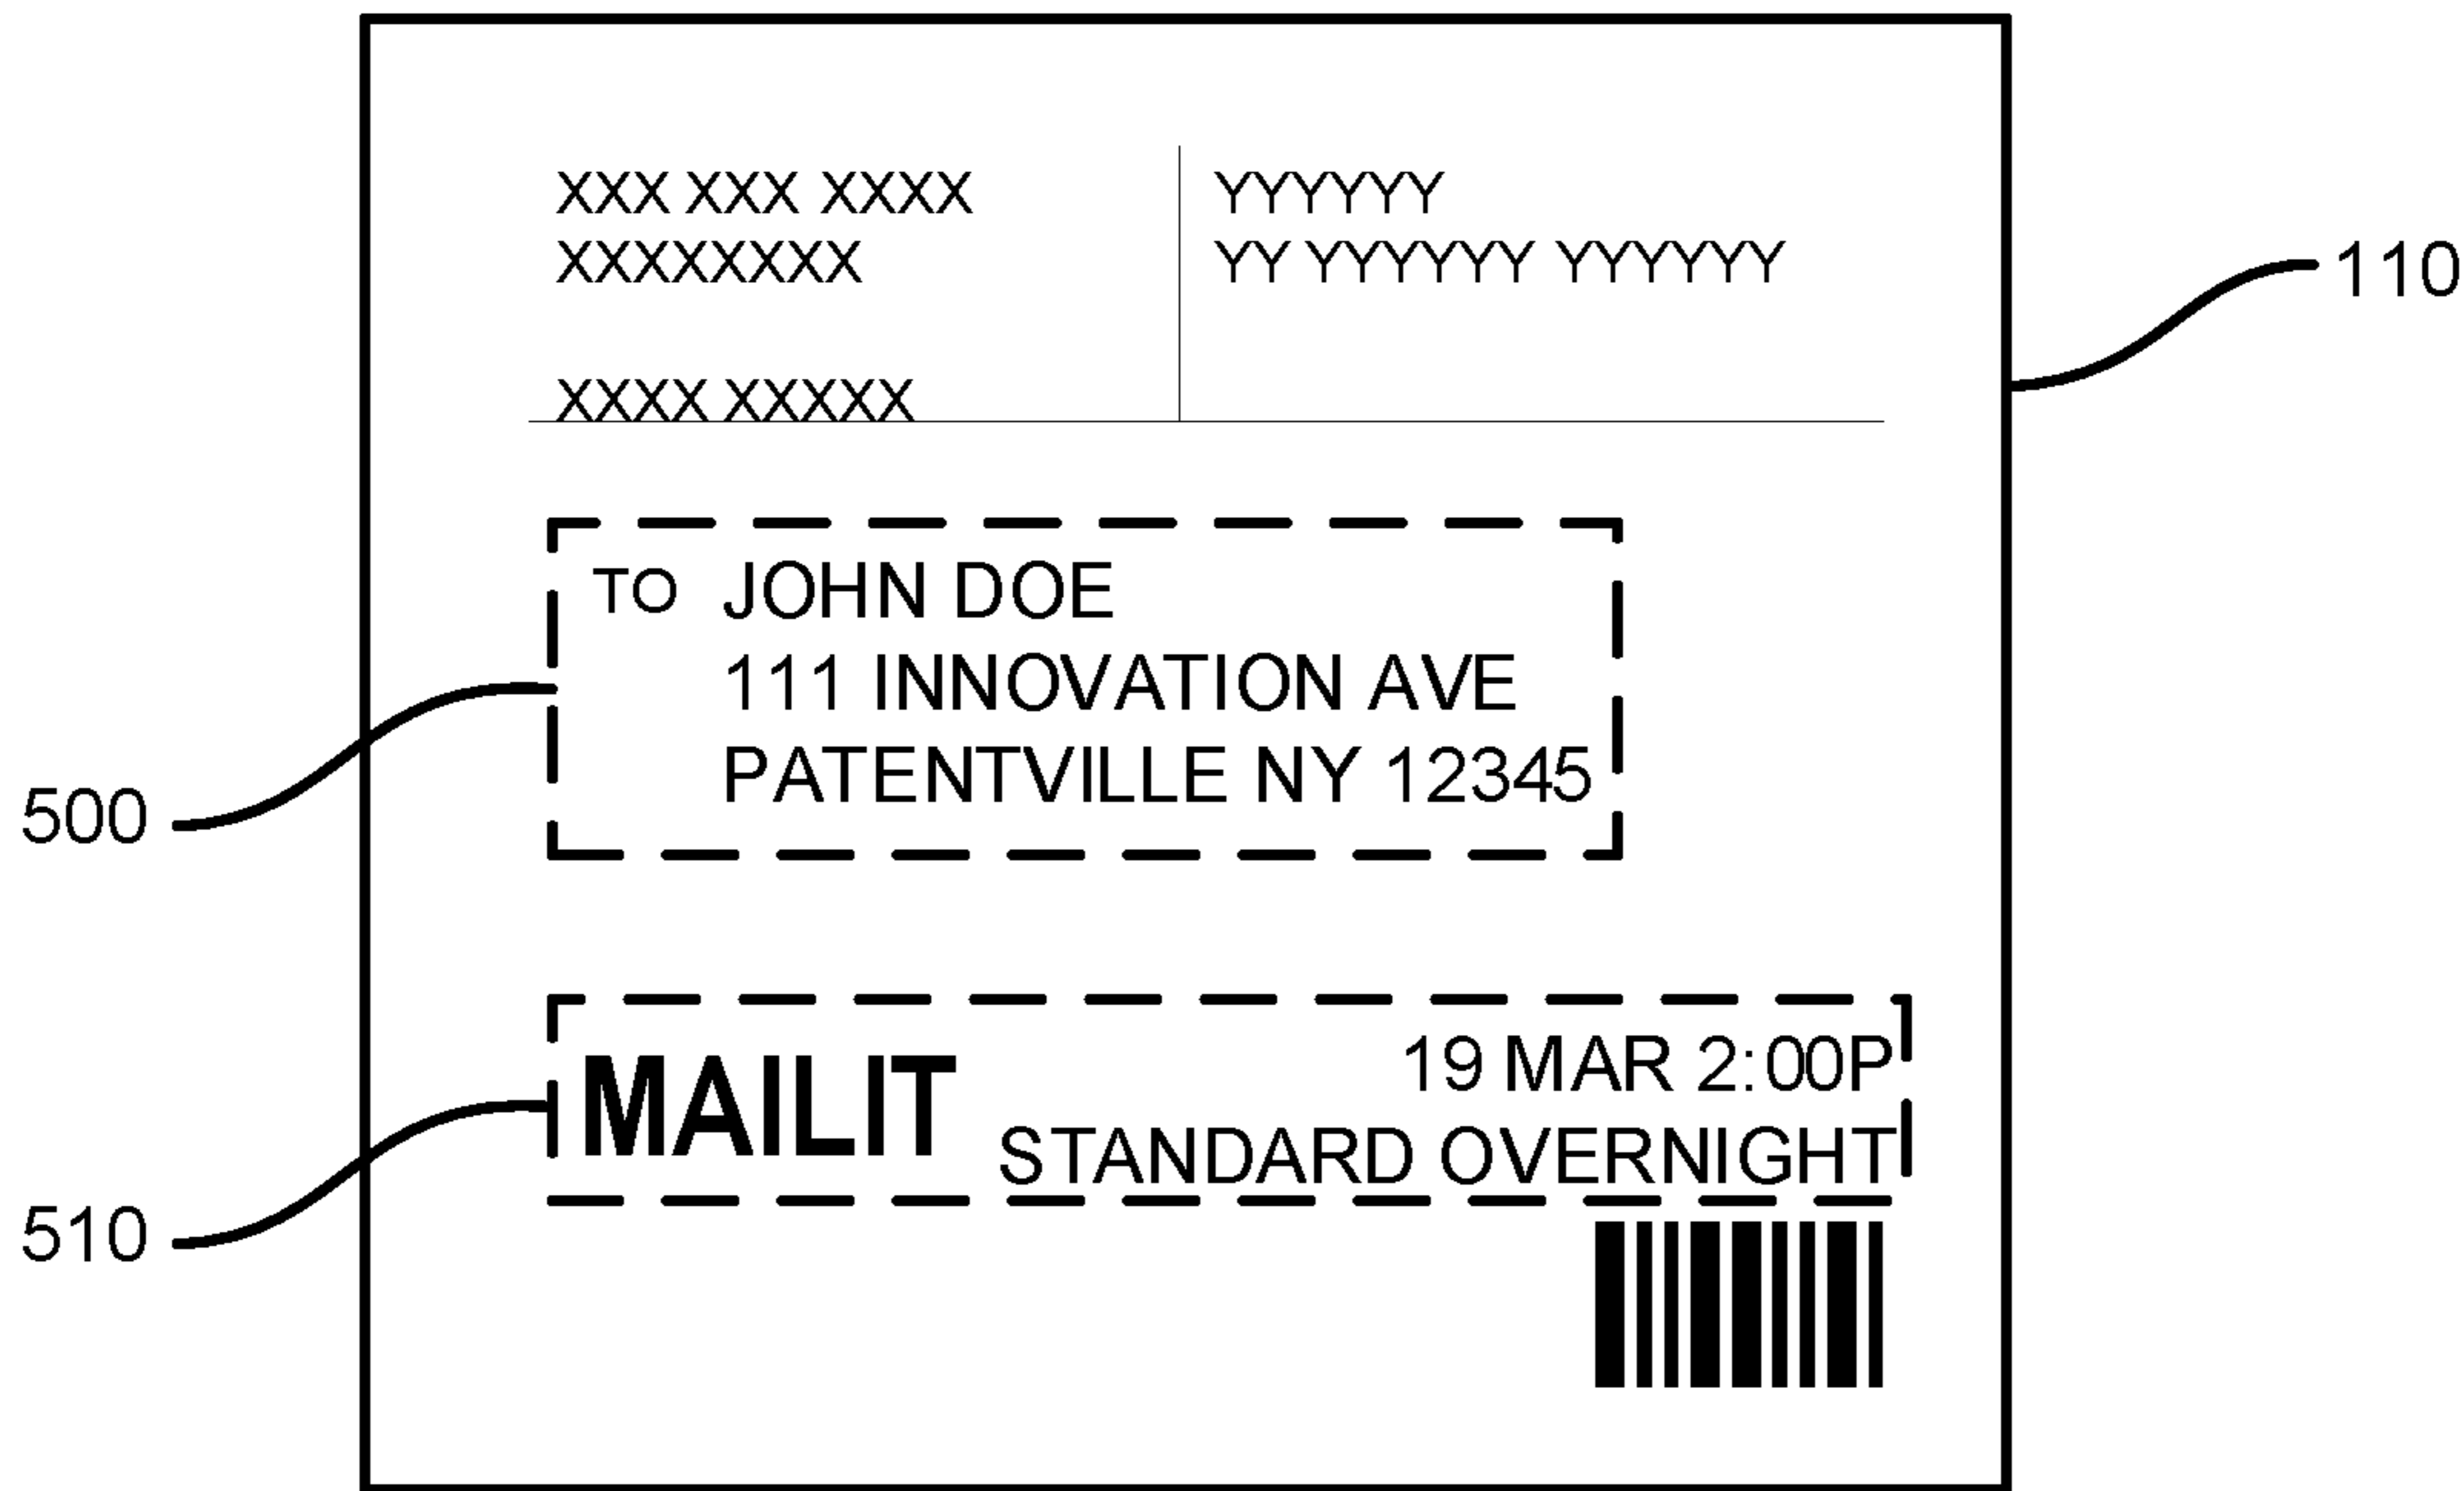 XXX XXX XXXX
XXXXXXXX
XXXX XXXXX
YYYYYY
YY YYYYYY YYYYYY
110
TO JOHN DOE
111 INNOVATION AVE
PATENTVILLE NY 12345
500
MAILIT
19 MAR 2:00P
STANDARD OVERNIGHT
510